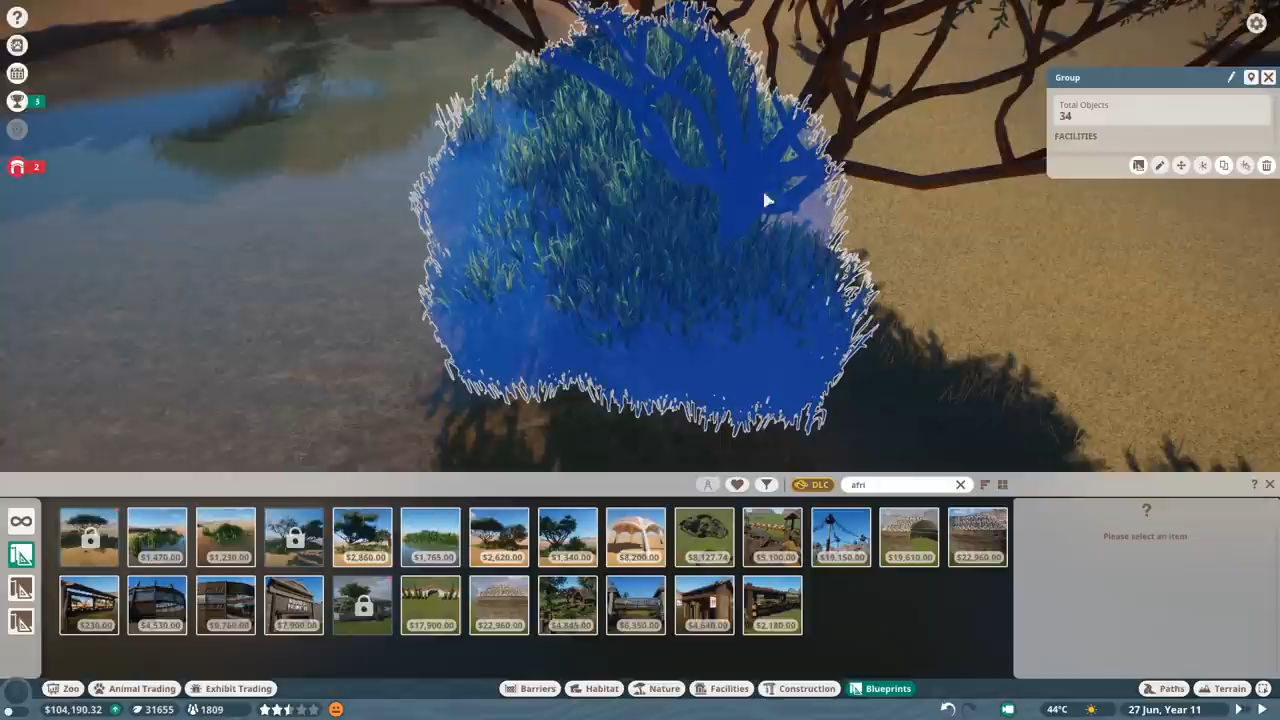 3
2
Group
Total Objects
34
FACILITIES
DLC
afri
?
$1,470.00
$1,230.00
$2,860.00
$1,765.00
$2,620.00
$1,340.00
$8,200.00
$8,127.74
$5,100.00
$19,150.00
$19,610.00
$22,960.00
?
Please select an item
$230.00
$4,530.00
$9,760.00
$7,900.00
$17,900.00
$22,960.00
$4,845.00
$6,350.00
$4,640.00
$2,180.00
Zoo
Animal Trading
Exhibit Trading
Barriers
Habitat
Nature
Facilities
Construction
Blueprints
Paths
Terrain
$104,190.32
31655
1809
44°C
27 Jun, Year 11